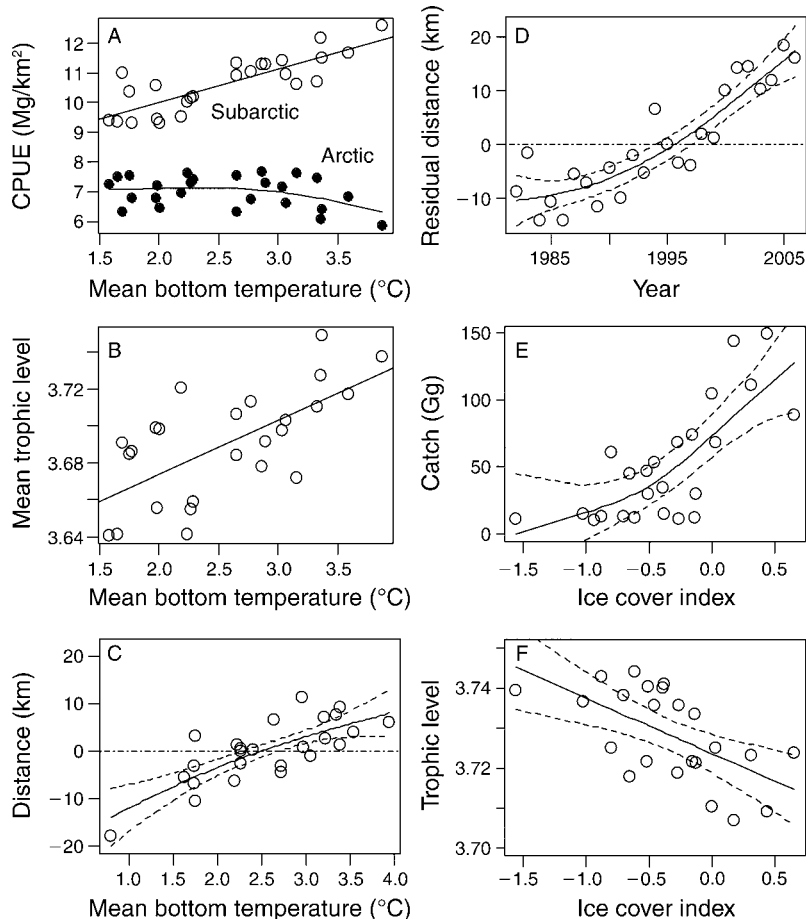 A
CPUE (Mg/km²)
12
11
10
9
8
7
6
Subarctic
Arctic
1.5 2.0 2.5 3.0 3.5
Mean bottom temperature (°C)
B
Mean trophic level
3.72
3.68
3.64
1.5 2.0 2.5 3.0 3.5
Mean bottom temperature (°C)
C
Distance (km)
20
10
0
−10
−20
1.0 1.5 2.0 2.5 3.0 3.5 4.0
Mean bottom temperature (°C)
D
Residual distance (km)
20
10
0
−10
1985 1995 2005
Year
E
Catch (Gg)
150
100
50
0
−1.5 −1.0 −0.5 0.0 0.5
Ice cover index
F
Trophic level
3.74
3.72
3.70
−1.5 −1.0 −0.5 0.0 0.5
Ice cover index